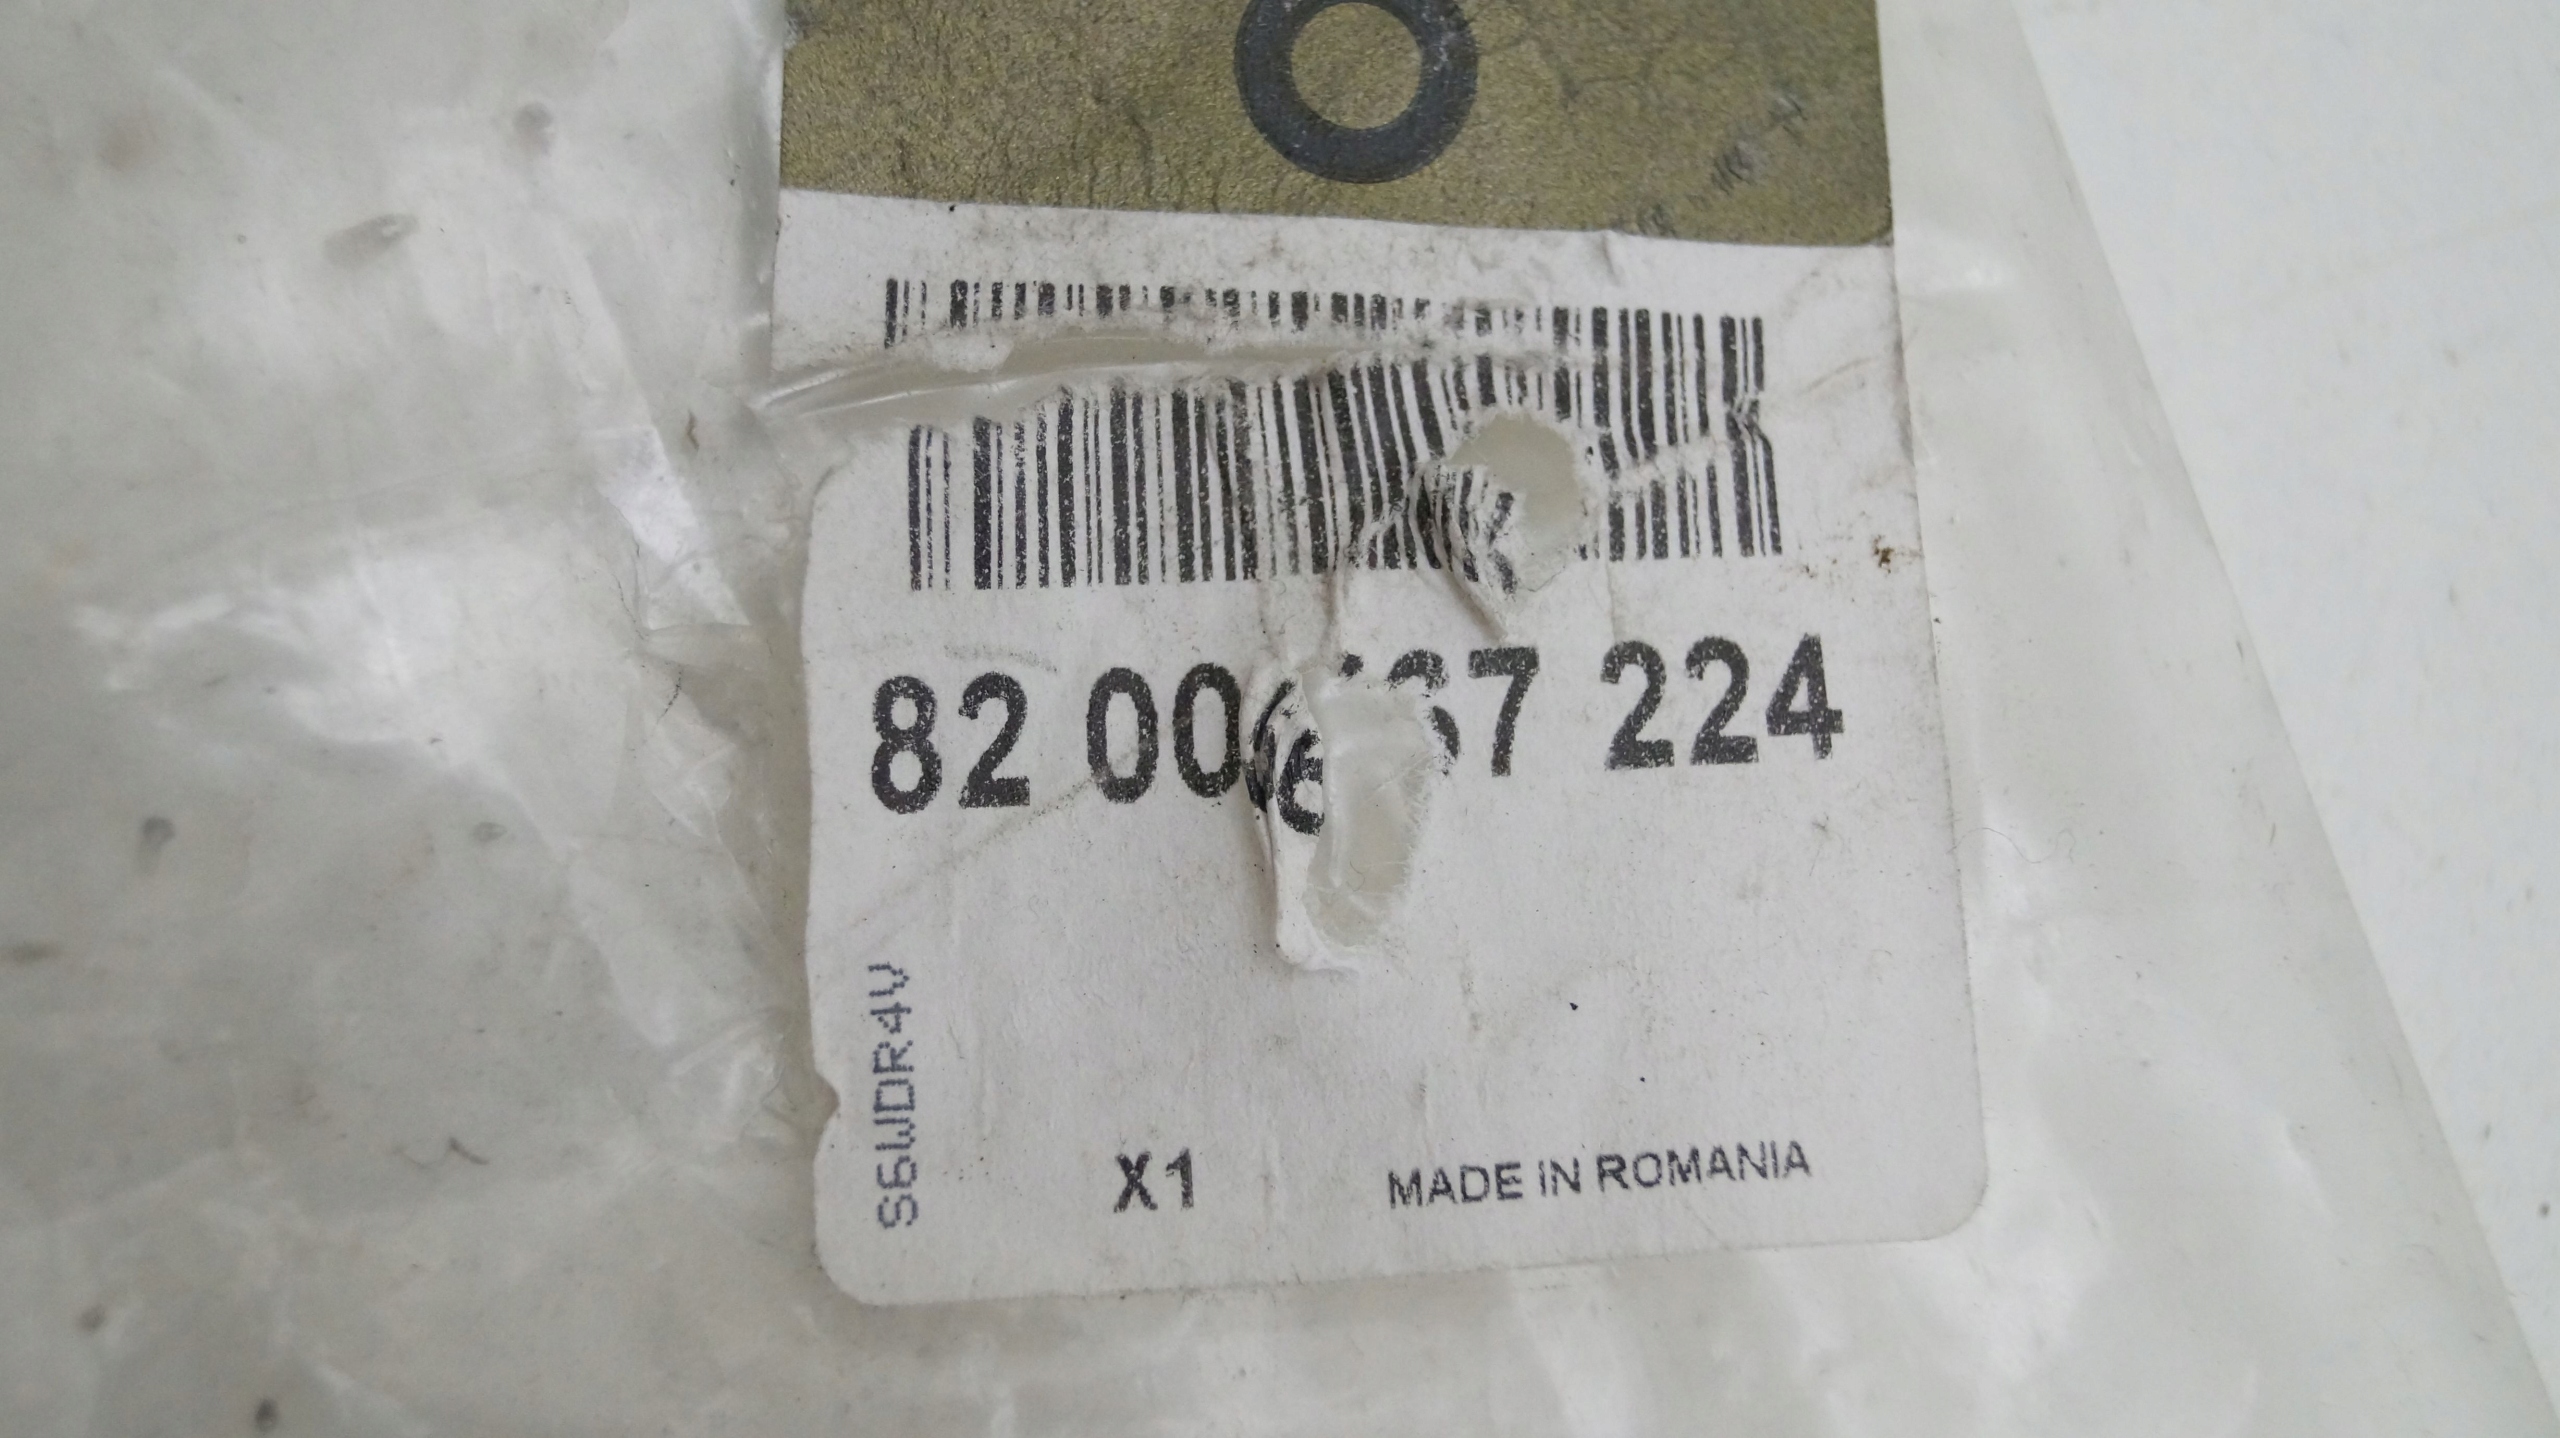 82 00 224
S6WDR4V
X1
MADE IN ROMANIA